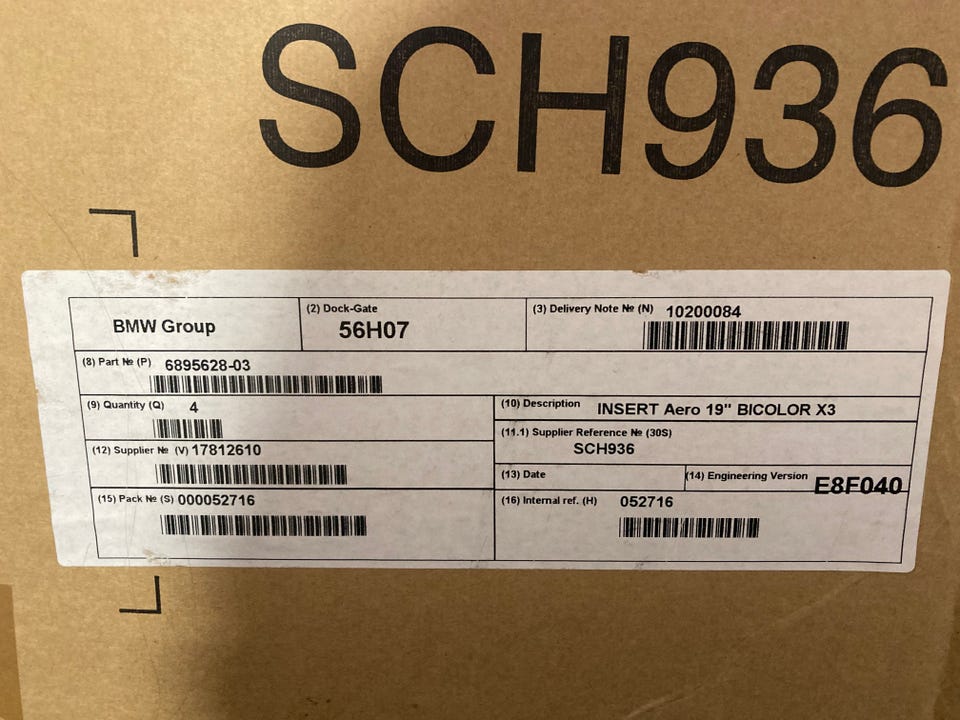 SCH936
BMW Group
(2) Dock-Gate
56H07
(3) Delivery Note № (N) 10200084
(8) Part № (P) 6895628-03
(9) Quantity (Q) 4
(10) Description INSERT Aero 19" BICOLOR X3
(11.1) Supplier Reference № (30S)
SCH936
(12) Supplier № (V) 17812610
(13) Date
(14) Engineering Version E8F040
(15) Pack № (S) 000052716
(16) Internal ref. (H) 052716